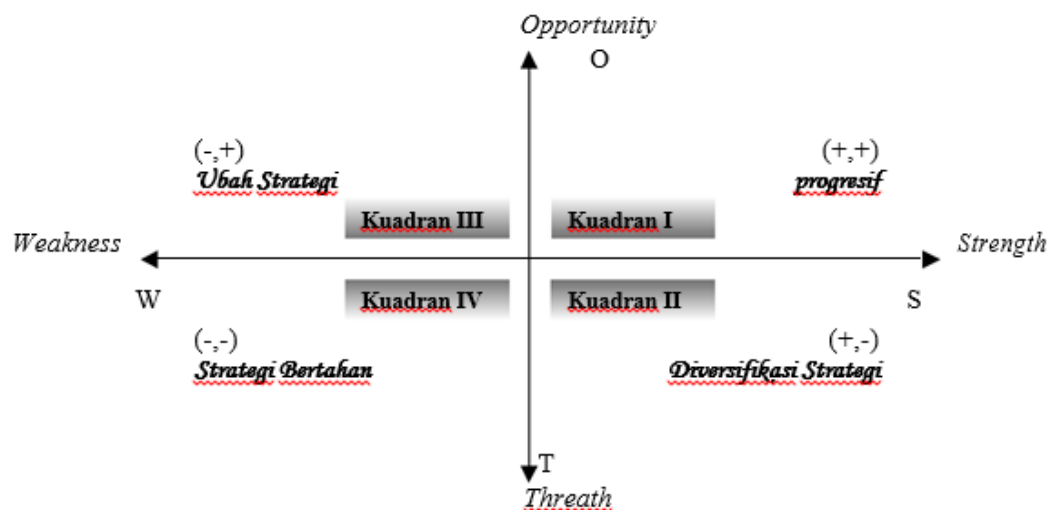 Opportunity
O
(-,+)
Ubah Strategi
(+,+)
progresif
Kuadran III
Kuadran I
Weakness
Strength
W
S
Kuadran IV
Kuadran II
(-,-)
Strategi Bertahan
(+,-)
Diversifikasi Strategi
T
Threath